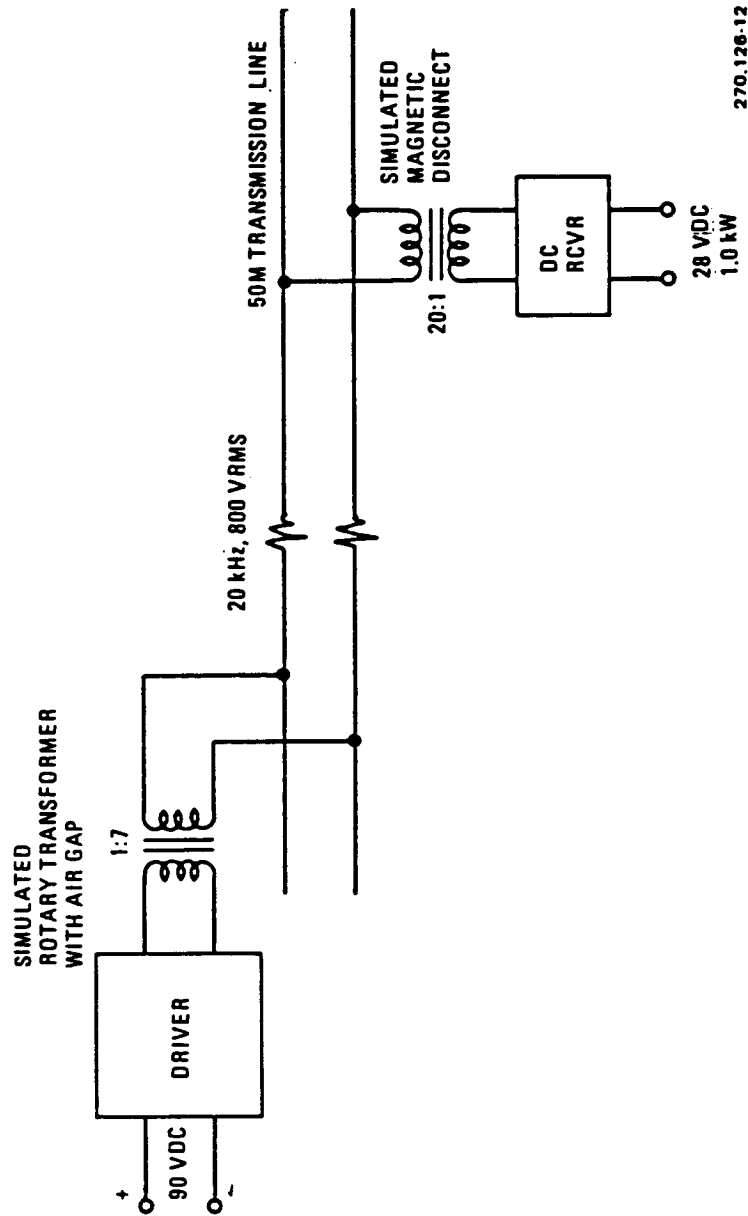 SIMULATED
ROTARY TRANSFORMER
WITH AIR GAP
1:7
+
90 VDC
-
DRIVER
20 kHz, 800 VRMS
50M TRANSMISSION LINE
SIMULATED
MAGNETIC
DISCONNECT
20:1
DC
RCVR
28 VDC
1.0 kW
270.126-12